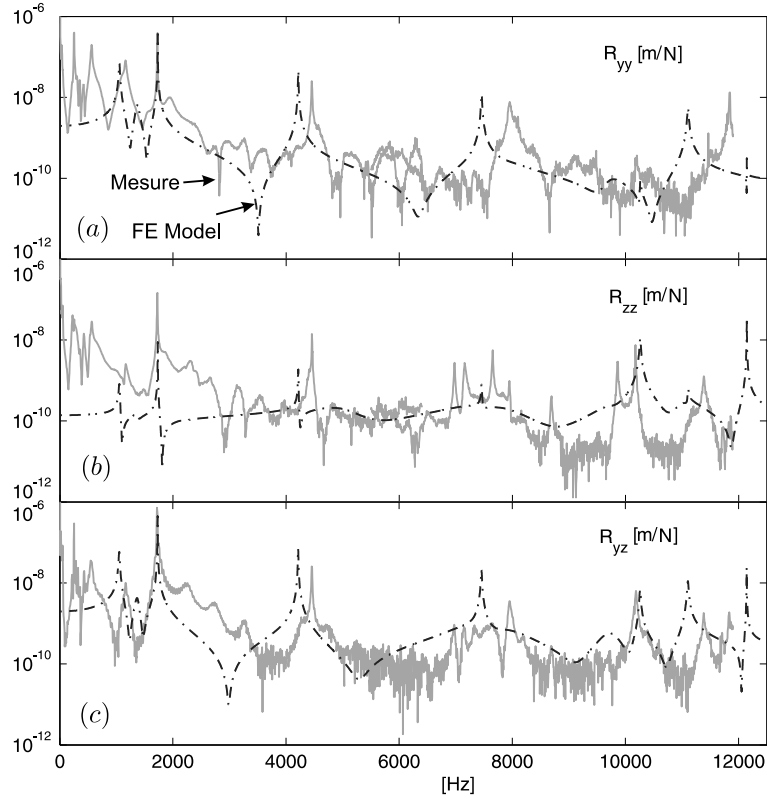 10^-6
10^-8
10^-10
10^-12
R_yy [m/N]
Mesure
FE Model
(a)
10^-6
10^-8
10^-10
10^-12
R_zz [m/N]
(b)
10^-6
10^-8
10^-10
10^-12
R_yz [m/N]
(c)
0 2000 4000 6000 8000 10000 12000
[Hz]